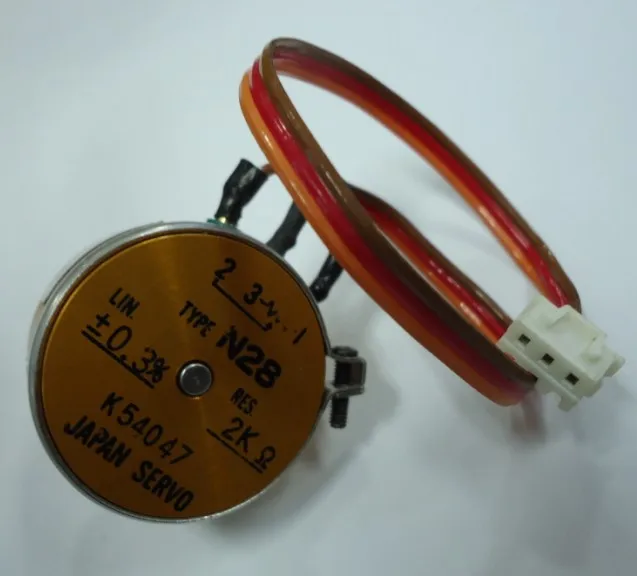 2 3 1
LIN. TYPE N28
±0.3% RES.
K54047 2KΩ
JAPAN SERVO